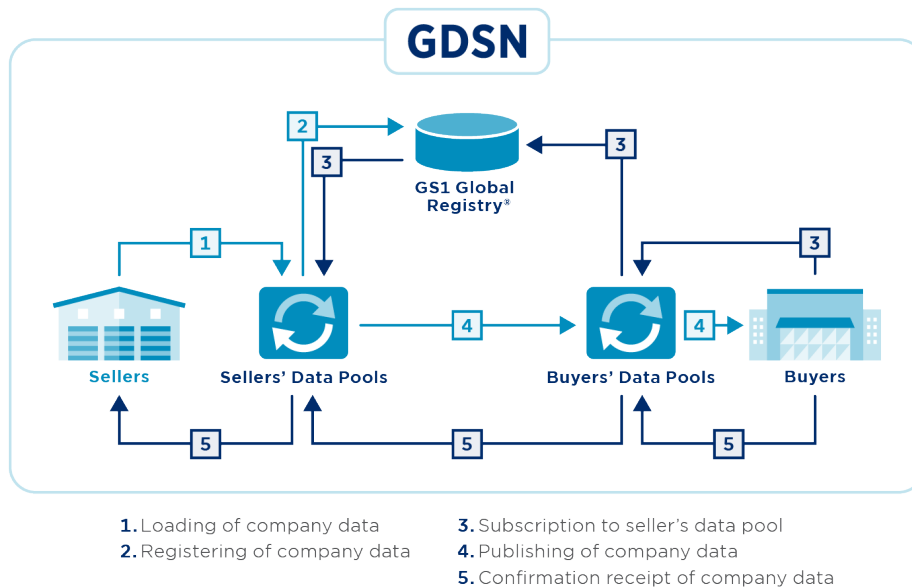 GDSN
2
3
3
GS1 Global
Registry®
1
3
4
4
Sellers
Sellers’ Data Pools
Buyers’ Data Pools
Buyers
5
5
5
1. Loading of company data
2. Registering of company data
3. Subscription to seller’s data pool
4. Publishing of company data
5. Confirmation receipt of company data